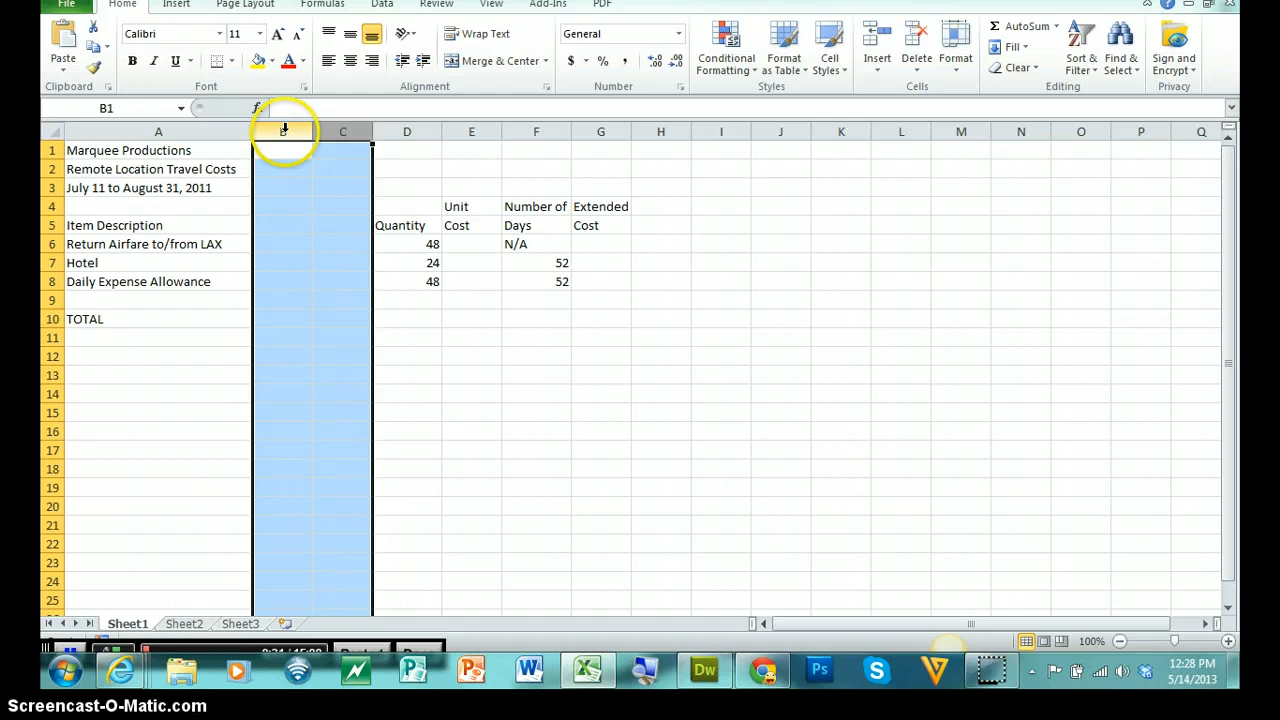 File Home Insert Page Layout Formulas Data Review View Add-Ins PDF
Calibri 11 General
AutoSum
Wrap Text
Fill
Paste
B I U
Merge & Center
$ % ,
Conditional Formatting
Format as Table
Cell Styles
Insert Delete Format
Clear
Sort & Filter
Find & Select
Sign and Encrypt
Clipboard Font Alignment Number Styles Cells Editing Privacy
B1
A B C D E F G H I J K L M N O P Q
1 Marquee Productions
2 Remote Location Travel Costs
3 July 11 to August 31, 2011
4 Unit Number of Extended
5 Item Description Quantity Cost Days Cost
6 Return Airfare to/from LAX 48 N/A
7 Hotel 24 52
8 Daily Expense Allowance 48 52
9
10 TOTAL
11
12
13
14
15
16
17
18
19
20
21
22
23
24
25
Sheet1 Sheet2 Sheet3
100%
Dw Ps
12:28 PM
5/14/2013
Screencast-O-Matic.com